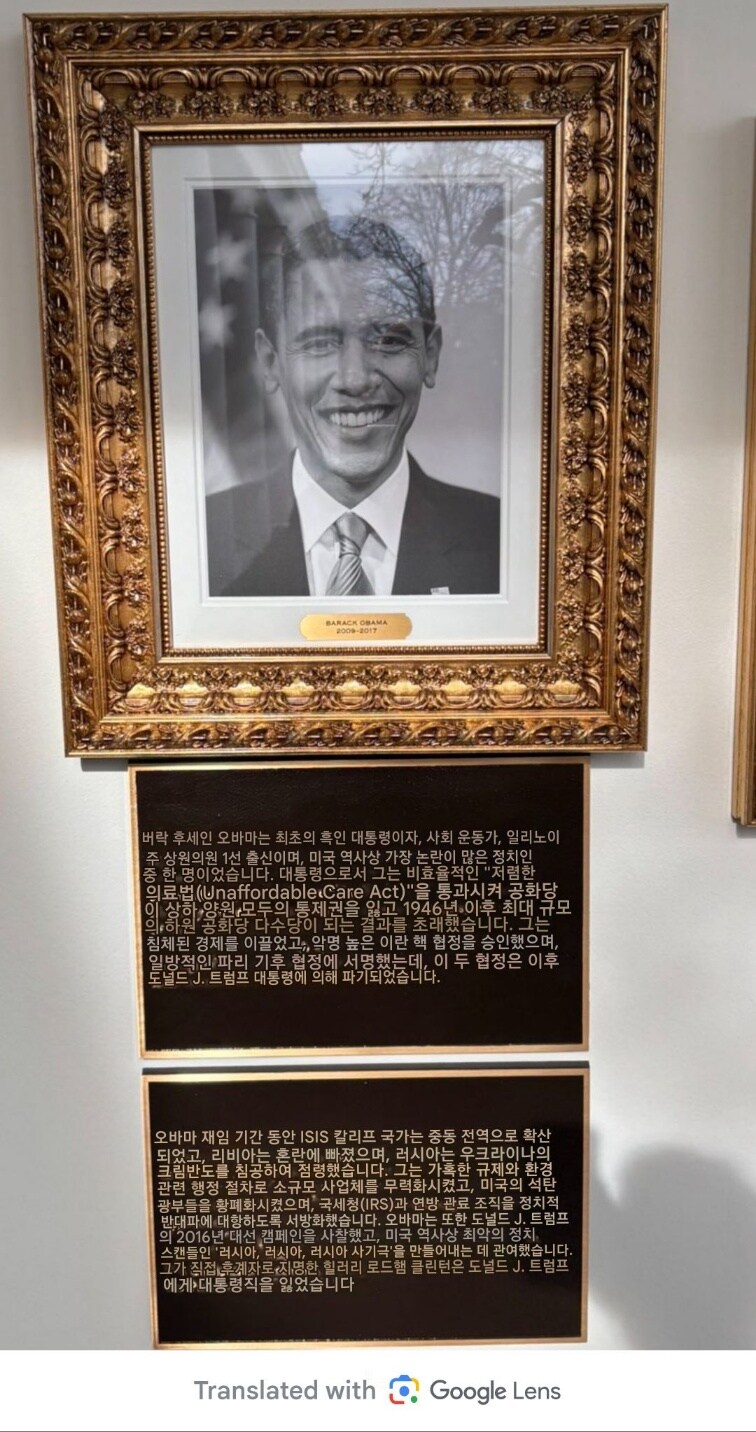 BARACK OBAMA
2009-2017
버락 후세인 오바마는 최초의 흑인 대통령이자, 사회 운동가, 일리노이
주 상원의원 1선 출신이며, 미국 역사상 가장 논란이 많은 정치인
중 한 명이었습니다. 대통령으로서 그는 비효율적인 "저렴한
의료법(Unaffordable Care Act)"을 통과시켜 공화당
이 상하 양원 모두의 통제권을 잃고 1946년 이후 최대 규모
의 하원 공화당 다수당이 되는 결과를 초래했습니다. 그는
침체된 경제를 이끌었고, 악명 높은 이란 핵 협정을 승인했으며,
일방적인 파리 기후 협정에 서명했는데, 이 두 협정은 이후
도널드 J. 트럼프 대통령에 의해 파기되었습니다.
오바마 재임 기간 동안 ISIS 칼리프 국가는 중동 전역으로 확산
되었고, 리비아는 혼란에 빠졌으며, 러시아는 우크라이나의
크림반도를 침공하여 점령했습니다. 그는 가혹한 규제와 환경
관련 행정 절차로 소규모 사업체를 무력화시켰고, 미국의 석탄
광부들을 황폐화시켰으며, 국세청(IRS)과 연방 관료 조직을 정치적
반대파에 대항하도록 서방화했습니다. 오바마는 또한 도널드 J. 트럼프
의 2016년 대선 캠페인을 사찰했고, 미국 역사상 최악의 정치
스캔들인 '러시아, 러시아, 러시아 사기극'을 만들어내는 데 관여했습니다.
그가 직접 후계자로 지명한 힐러리 로드햄 클린턴은 도널드 J. 트럼프
에게 대통령직을 잃었습니다
Translated with Google Lens